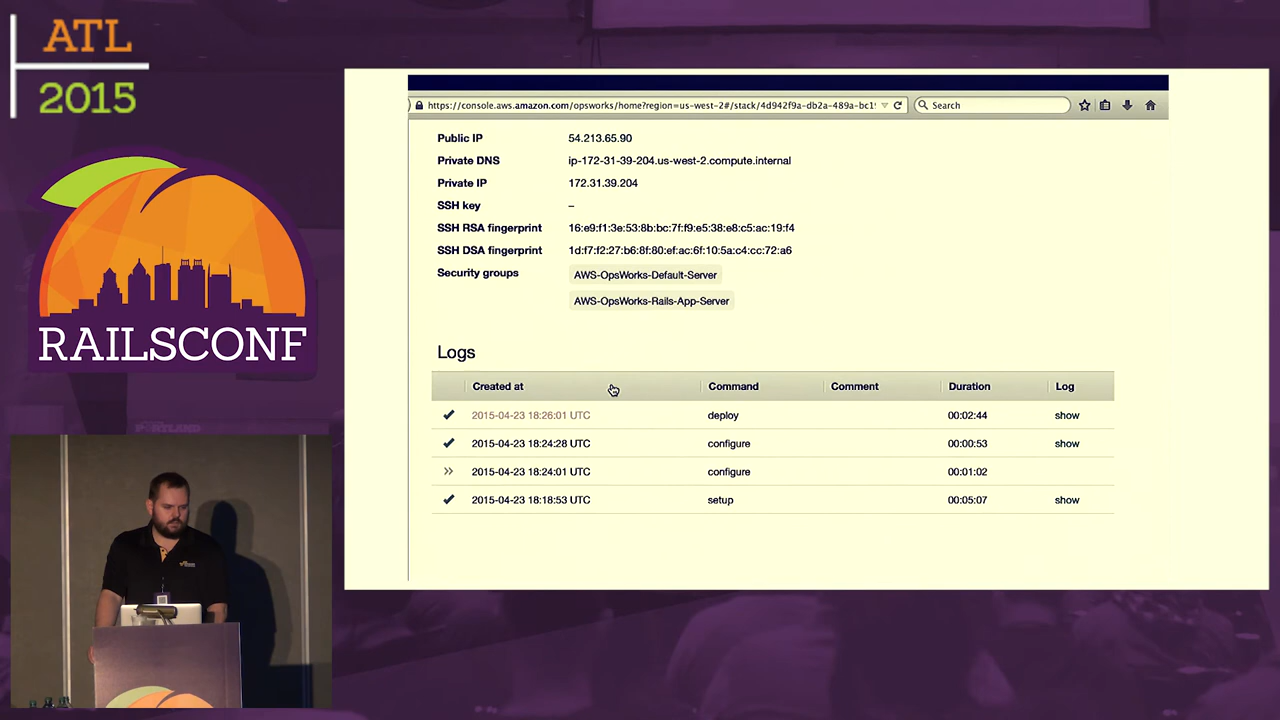 ATL
2015
RAILSCONF
https://console.aws.amazon.com/opsworks/home?region=us-west-2#/stack/4d942f9a-db2a-489a-bc1
Search
Public IP 54.213.65.90
Private DNS ip-172-31-39-204.us-west-2.compute.internal
Private IP 172.31.39.204
SSH key –
SSH RSA fingerprint 16:e9:f1:3e:53:8b:bc:7f:f9:e5:38:e8:c5:ac:19:f4
SSH DSA fingerprint 1d:f7:f2:27:b6:8f:80:ef:ac:6f:10:5a:c4:cc:72:a6
Security groups AWS-OpsWorks-Default-Server
AWS-OpsWorks-Rails-App-Server
Logs
Created at Command Comment Duration Log
2015-04-23 18:26:01 UTC deploy 00:02:44 show
2015-04-23 18:24:28 UTC configure 00:00:53 show
2015-04-23 18:24:01 UTC configure 00:01:02
2015-04-23 18:18:53 UTC setup 00:05:07 show